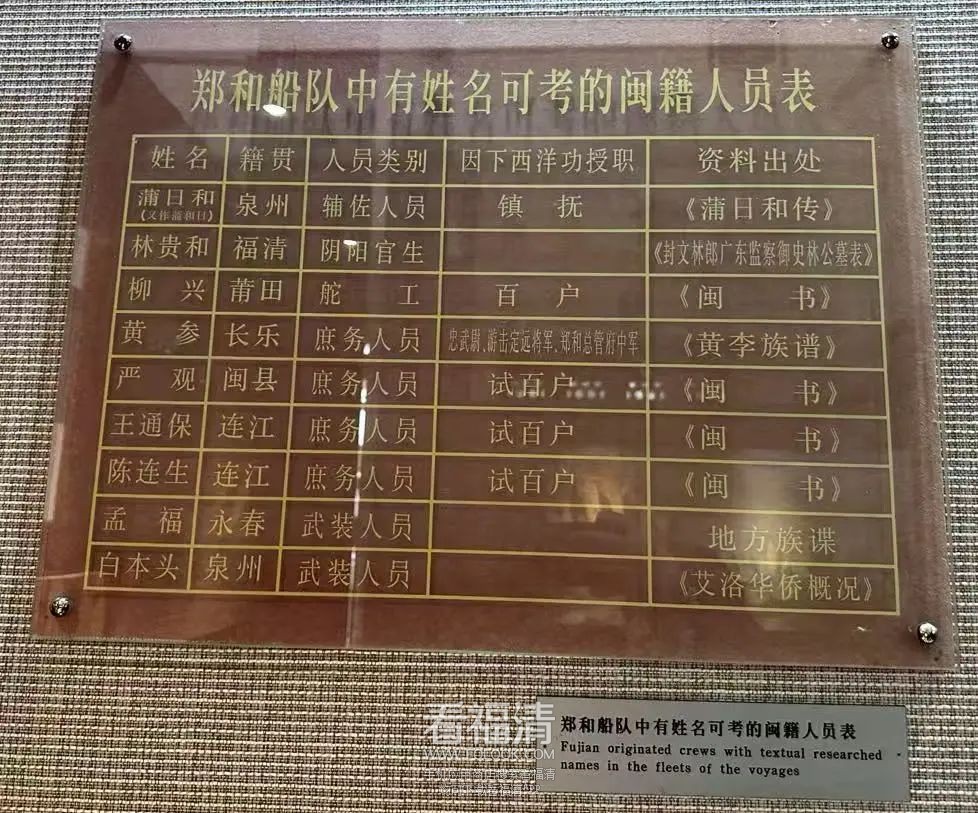 郑和船队中有姓名可考的闽籍人员表
姓名 籍贯 人员类别 因下西洋功授职 资料出处
蒲日和 泉州 辅佐人员 镇抚 《蒲日和传》
(又作蒲和日)
林贵和 福清 阴阳官生 《封文林郎广东监察御史林公墓表》
柳兴 莆田 舵工 百户 《闽书》
黄参 长乐 庶务人员 忠武尉、游击定远将军、郑和总管府中军 《黄李族谱》
严观 闽县 庶务人员 试百户 《闽书》
王通保 连江 庶务人员 试百户 《闽书》
陈连生 连江 庶务人员 试百户 《闽书》
孟福 永春 武装人员 地方族谍
白本头 泉州 武装人员 《艾洛华侨概况》
看福清
郑和船队中有姓名可考的闽籍人员表
Fujian originated crews with textual researched
names in the fleets of the voyages